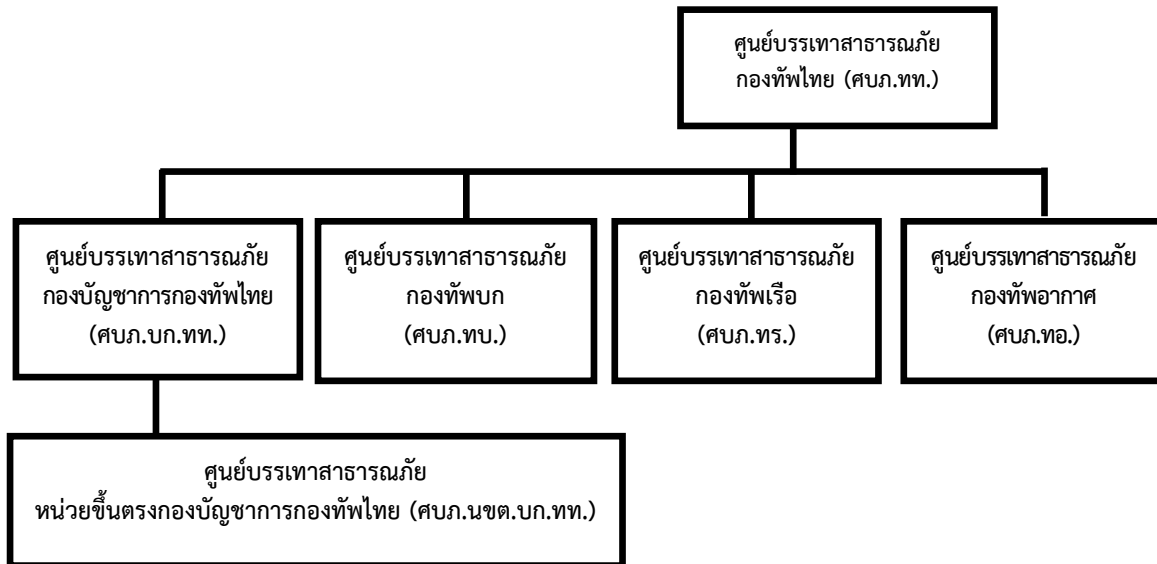 ศูนย์บรรเทาสาธารณภัย
กองทัพไทย (ศบภ.ทท.)
ศูนย์บรรเทาสาธารณภัย
กองบัญชาการกองทัพไทย
(ศบภ.บก.ทท.)
ศูนย์บรรเทาสาธารณภัย
กองทัพบก
(ศบภ.ทบ.)
ศูนย์บรรเทาสาธารณภัย
กองทัพเรือ
(ศบภ.ทร.)
ศูนย์บรรเทาสาธารณภัย
กองทัพอากาศ
(ศบภ.ทอ.)
ศูนย์บรรเทาสาธารณภัย
หน่วยขึ้นตรงกองบัญชาการกองทัพไทย (ศบภ.นขต.บก.ทท.)